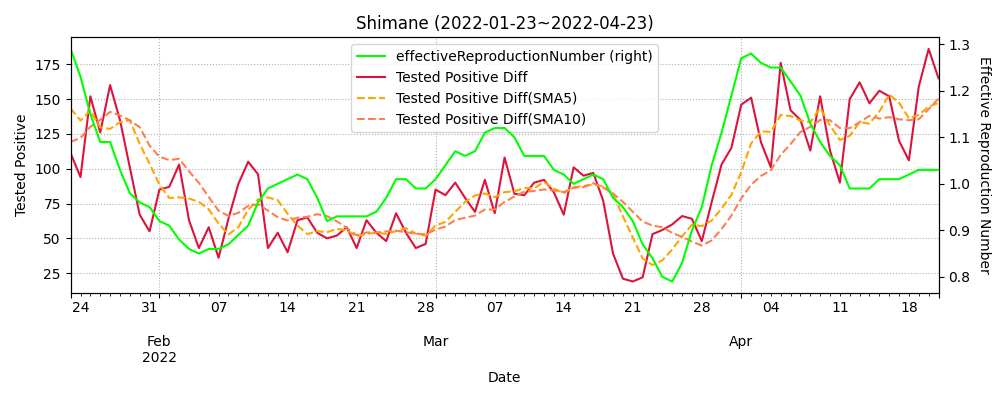 Shimane (2022-01-23~2022-04-23)
effectiveReproductionNumber (right)
Tested Positive Diff
Tested Positive Diff(SMA5)
Tested Positive Diff(SMA10)
Tested Positive
175
150
125
100
75
50
25
1.3
1.2
1.1
1.0
0.9
0.8
Effective Reproduction Number
24 31 07 14 21 28 07 14 21 28 04 11 18
Feb Mar Apr
2022
Date